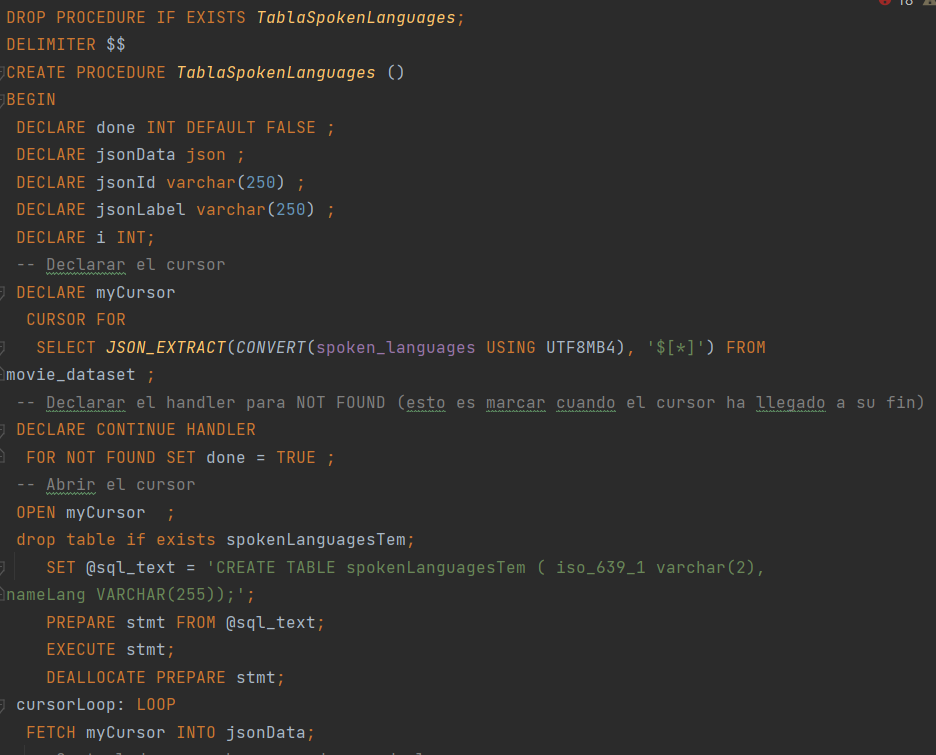 18
DROP PROCEDURE IF EXISTS TablaSpokenLanguages;
DELIMITER $$
CREATE PROCEDURE TablaSpokenLanguages ()
BEGIN
DECLARE done INT DEFAULT FALSE ;
DECLARE jsonData json ;
DECLARE jsonId varchar(250) ;
DECLARE jsonLabel varchar(250) ;
DECLARE i INT;
-- Declarar el cursor
DECLARE myCursor
CURSOR FOR
SELECT JSON_EXTRACT(CONVERT(spoken_languages USING UTF8MB4), '$[*]') FROM
movie_dataset ;
-- Declarar el handler para NOT FOUND (esto es marcar cuando el cursor ha llegado a su fin)
DECLARE CONTINUE HANDLER
FOR NOT FOUND SET done = TRUE ;
-- Abrir el cursor
OPEN myCursor  ;
drop table if exists spokenLanguagesTem;
SET @sql_text = 'CREATE TABLE spokenLanguagesTem ( iso_639_1 varchar(2),
nameLang VARCHAR(255));';
PREPARE stmt FROM @sql_text;
EXECUTE stmt;
DEALLOCATE PREPARE stmt;
cursorLoop: LOOP
FETCH myCursor INTO jsonData;